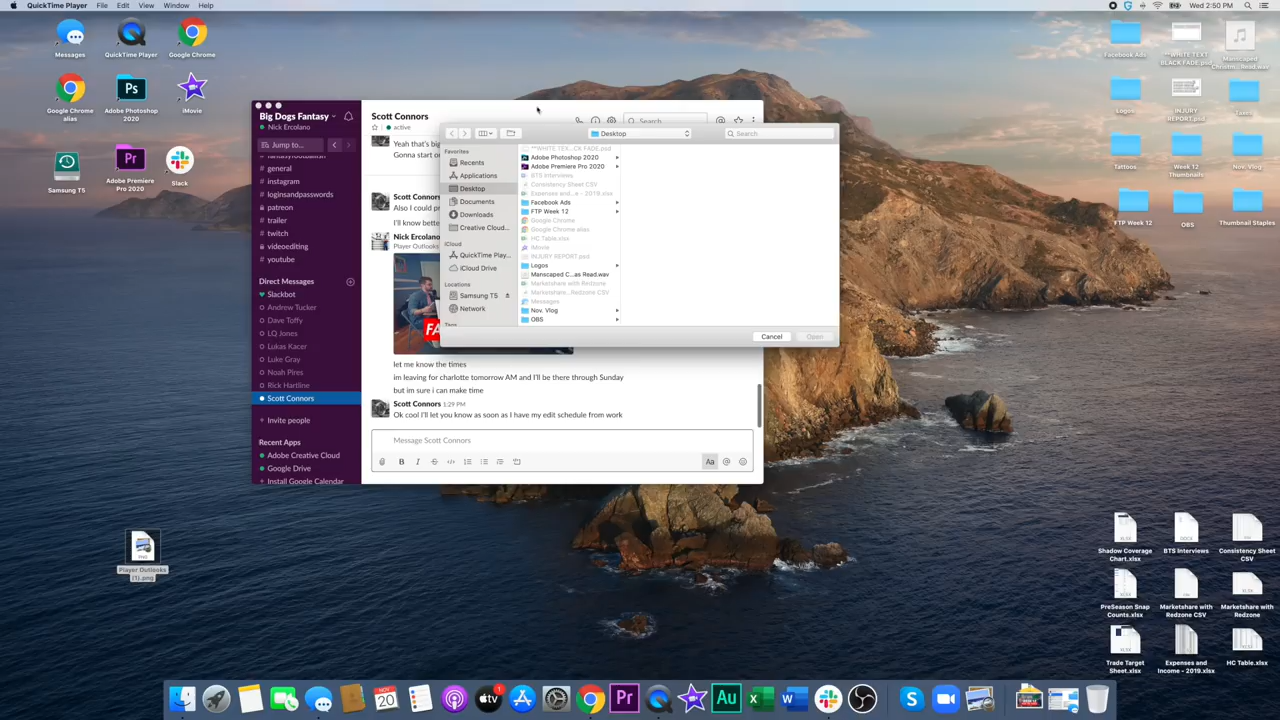 QuickTime Player File Edit View Window Help
Wed 2:50 PM
Messages
QuickTime Player
Google Chrome
Google Chrome
alias
Adobe Photoshop
2020
iMovie
Samsung T5
Adobe Premiere
Pro 2020
Slack
Player Outlooks
(1).png
Big Dogs Fantasy
Nick Ercolano
Jump to...
general
instagram
loginsandpasswords
patreon
trailer
twitch
videoediting
youtube
Direct Messages
Slackbot
Andrew Tucker
Dave Toffy
LQ Jones
Lukas Kacer
Luke Gray
Noah Pires
Rick Hartline
Scott Connors
Invite people
Recent Apps
Adobe Creative Cloud
Google Drive
Install Google Calendar
Scott Connors
active
Search
Yeah that's big
Gonna start on
Scott Connors
Also I could pr
I'll know bette
Nick Ercolano
Player Outlooks
FA
let me know the times
im leaving for charlotte tomorrow AM and I'll be there through Sunday
but im sure i can make time
Scott Connors 1:29 PM
Ok cool I'll let you know as soon as I have my edit schedule from work
Message Scott Connors
Desktop
Search
Favorites
Recents
Applications
Desktop
Documents
Downloads
Creative Cloud...
iCloud
QuickTime Play...
iCloud Drive
Locations
Samsung T5
Network
Tags
**WHITE TEX...CK FADE.psd
Adobe Photoshop 2020
Adobe Premiere Pro 2020
BTS Interviews
Consistency Sheet CSV
Expenses and...e - 2019.xlsx
Facebook Ads
FTP Week 12
Google Chrome
Google Chrome alias
HC Table.xlsx
iMovie
INJURY REPORT.psd
Logos
Manscaped C...as Read.wav
Marketshare with Redzone
Marketshare...Redzone CSV
Messages
Nov. Vlog
OBS
Cancel
Open
Facebook Ads
**WHITE TEXT
BLACK FADE.psd
Manscaped
Christm...Read.wav
Logos
INJURY
REPORT.psd
Taxes
Tattoos
Week 12
Thumbnails
Nov. Vlog
FTP Week 12
OBS
Thumbnail Staples
Shadow Coverage
Chart.xlsx
BTS Interviews
Consistency Sheet
CSV
PreSeason Snap
Counts.xlsx
Marketshare with
Redzone CSV
Marketshare with
Redzone
Trade Target
Sheet.xlsx
Expenses and
Income - 2019.xlsx
HC Table.xlsx